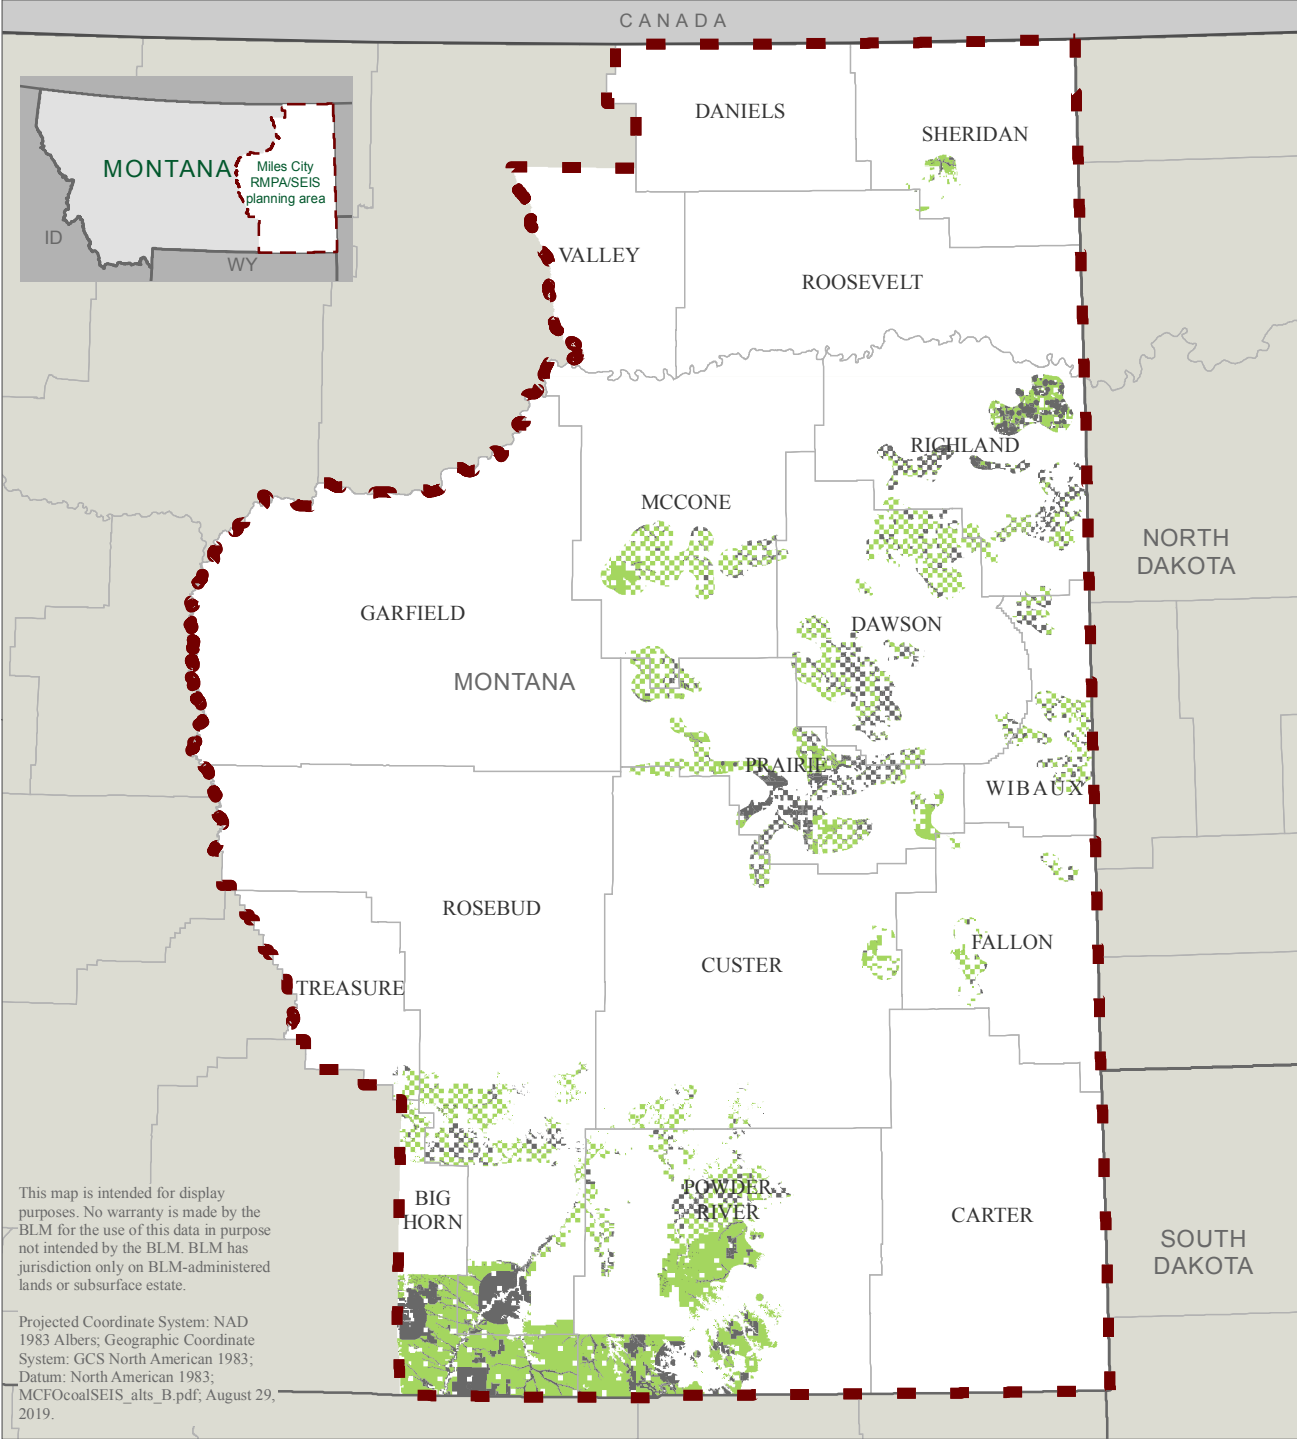 CANADA
DANIELS
SHERIDAN
MONTANA
Miles City
RMPA/SEIS
planning area
ID
WY
VALLEY
ROOSEVELT
RICHLAND
MCCONE
NORTH
DAKOTA
GARFIELD
DAWSON
MONTANA
PRAIRIE
WIBAUX
ROSEBUD
FALLON
CUSTER
TREASURE
This map is intended for display
purposes. No warranty is made by the
BLM for the use of this data in purpose
not intended by the BLM. BLM has
jurisdiction only on BLM-administered
lands or subsurface estate.
BIG
HORN
POWDER
RIVER
CARTER
SOUTH
DAKOTA
Projected Coordinate System: NAD
1983 Albers; Geographic Coordinate
System: GCS North American 1983;
Datum: North American 1983;
MCFOcoalSEIS_alts_B.pdf; August 29,
2019.